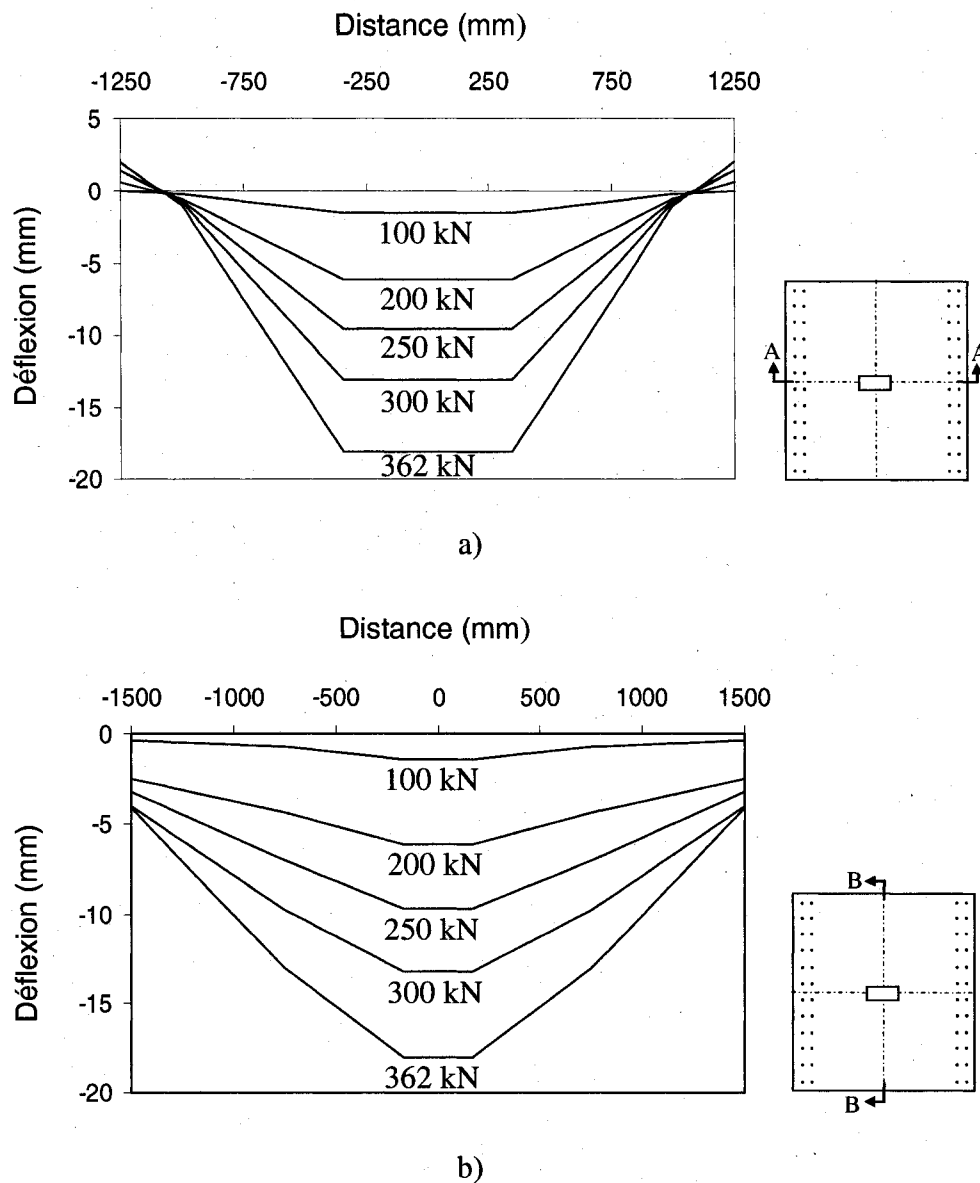 Distance (mm)
-1250 -750 -250 250 750 1250
5
0
-5
-10
-15
-20
Déflexion (mm)
100 kN
200 kN
250 kN
300 kN
362 kN
A A
a)
Distance (mm)
-1500 -1000 -500 0 500 1000 1500
0
-5
-10
-15
-20
Déflexion (mm)
100 kN
200 kN
250 kN
300 kN
362 kN
B
B
b)